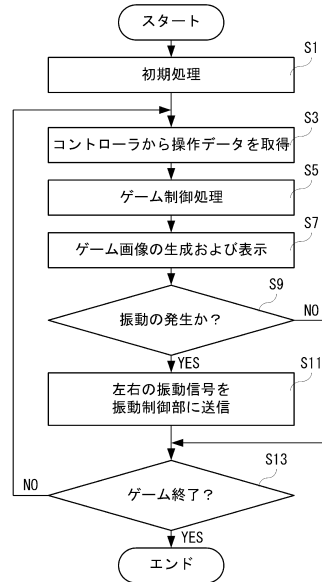 スタート
S1
初期処理
S3
コントローラから操作データを取得
S5
ゲーム制御処理
S7
ゲーム画像の生成および表示
S9
振動の発生か？
NO
YES
S11
左右の振動信号を
振動制御部に送信
S13
NO
ゲーム終了？
YES
エンド